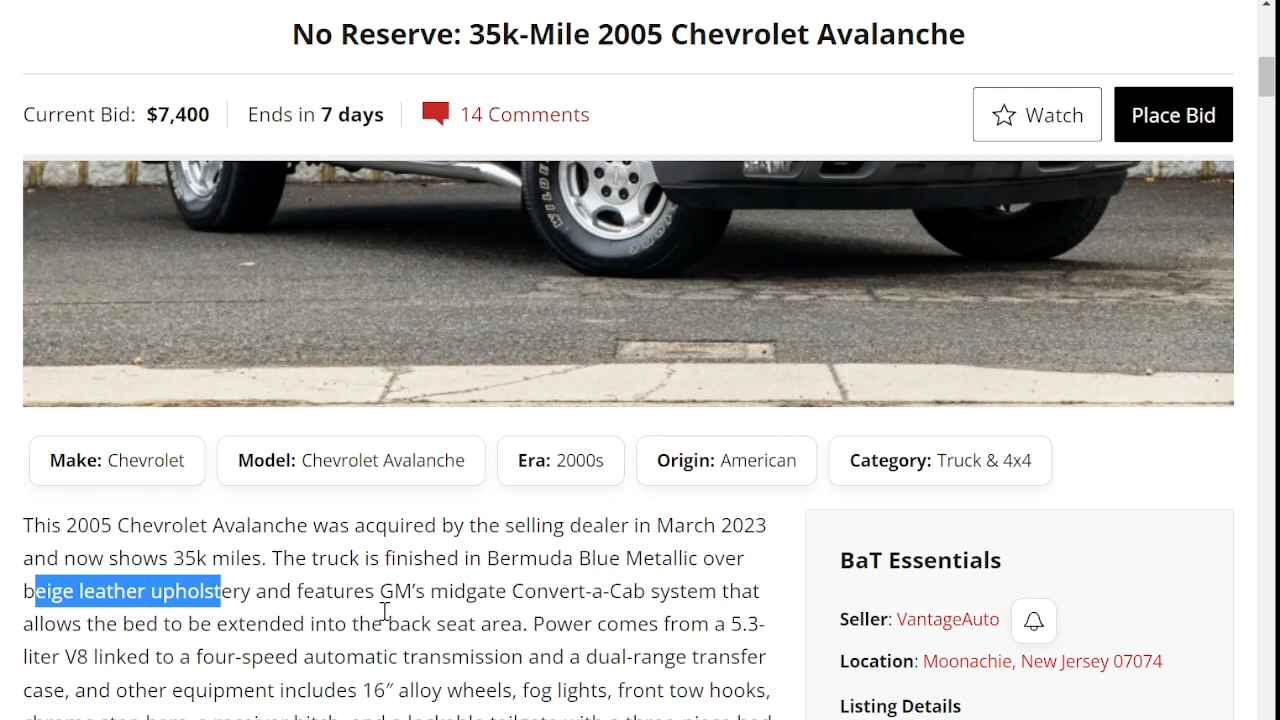 No Reserve: 35k-Mile 2005 Chevrolet Avalanche
Current Bid: $7,400 Ends in 7 days 14 Comments Watch Place Bid
Make: Chevrolet Model: Chevrolet Avalanche Era: 2000s Origin: American Category: Truck & 4x4
This 2005 Chevrolet Avalanche was acquired by the selling dealer in March 2023
and now shows 35k miles. The truck is finished in Bermuda Blue Metallic over
beige leather upholstery and features GM’s midgate Convert-a-Cab system that
allows the bed to be extended into the back seat area. Power comes from a 5.3-
liter V8 linked to a four-speed automatic transmission and a dual-range transfer
case, and other equipment includes 16″ alloy wheels, fog lights, front tow hooks,
BaT Essentials
Seller: VantageAuto
Location: Moonachie, New Jersey 07074
Listing Details